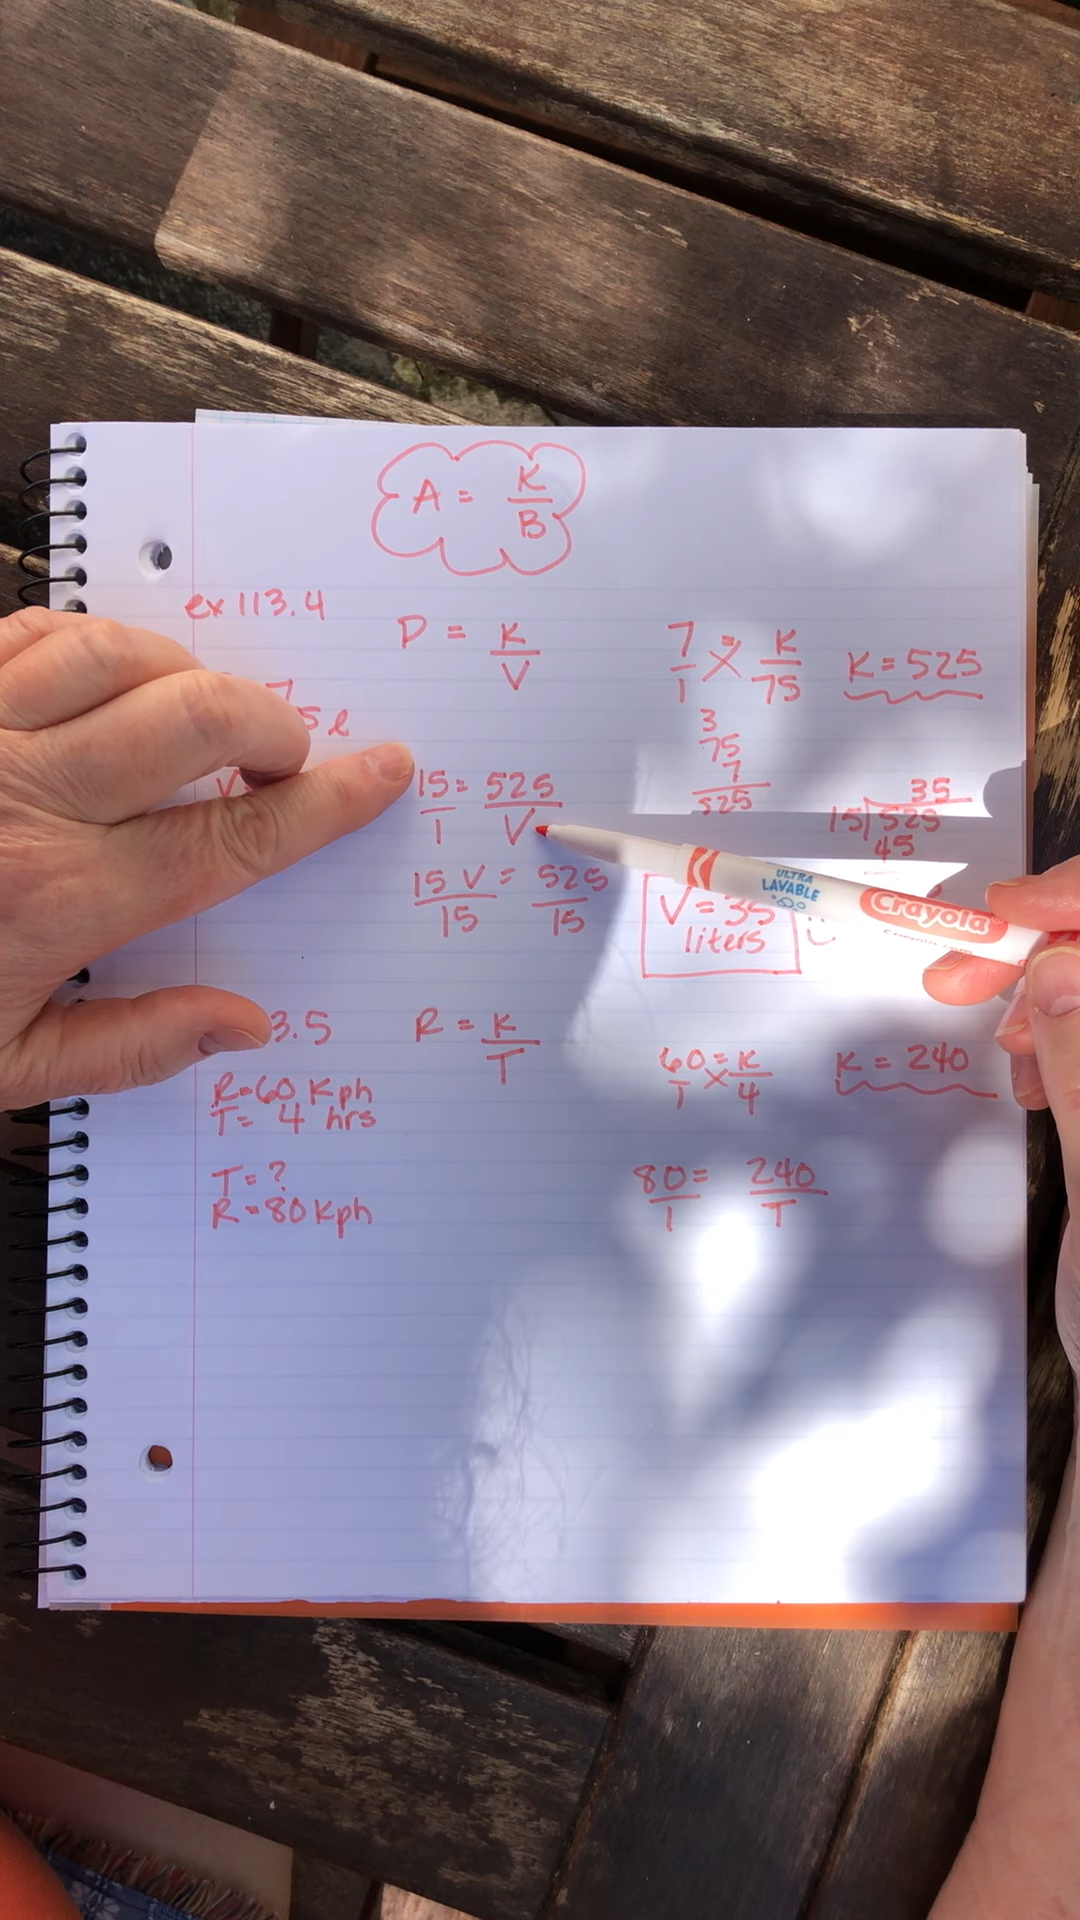 A = K/B
ex 113.4
P = K/V
7/1 = K/75
K = 525
7
5 l
3
75
7
525
V
15/1 = 525/V
35
15)525
45
15 V/15 = 525/15
V = 35
liters
ULTRA
LAVABLE
Crayola
3.5
R = K/T
60/1 = K/4
K = 240
R = 60 Kph
T = 4 hrs
T = ?
R = 80 Kph
80/1 = 240/T